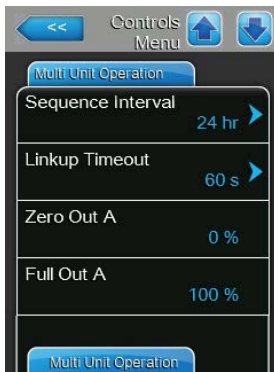 << Controls
Menu
Multi Unit Operation
Sequence Interval
24 hr
Linkup Timeout
60 s
Zero Out A
0 %
Full Out A
100 %
Multi Unit Operation